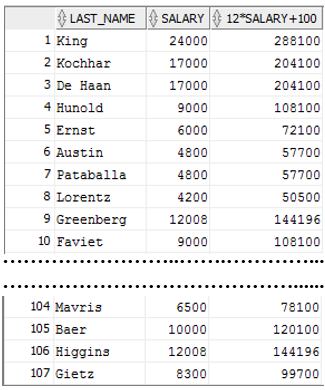 LAST_NAME SALARY 12*SALARY+100
1 King 24000 288100
2 Kochhar 17000 204100
3 De Haan 17000 204100
4 Hunold 9000 108100
5 Ernst 6000 72100
6 Austin 4800 57700
7 Pataballa 4800 57700
8 Lorentz 4200 50500
9 Greenberg 12008 144196
10 Faviet 9000 108100
104 Mavris 6500 78100
105 Baer 10000 120100
106 Higgins 12008 144196
107 Gietz 8300 99700